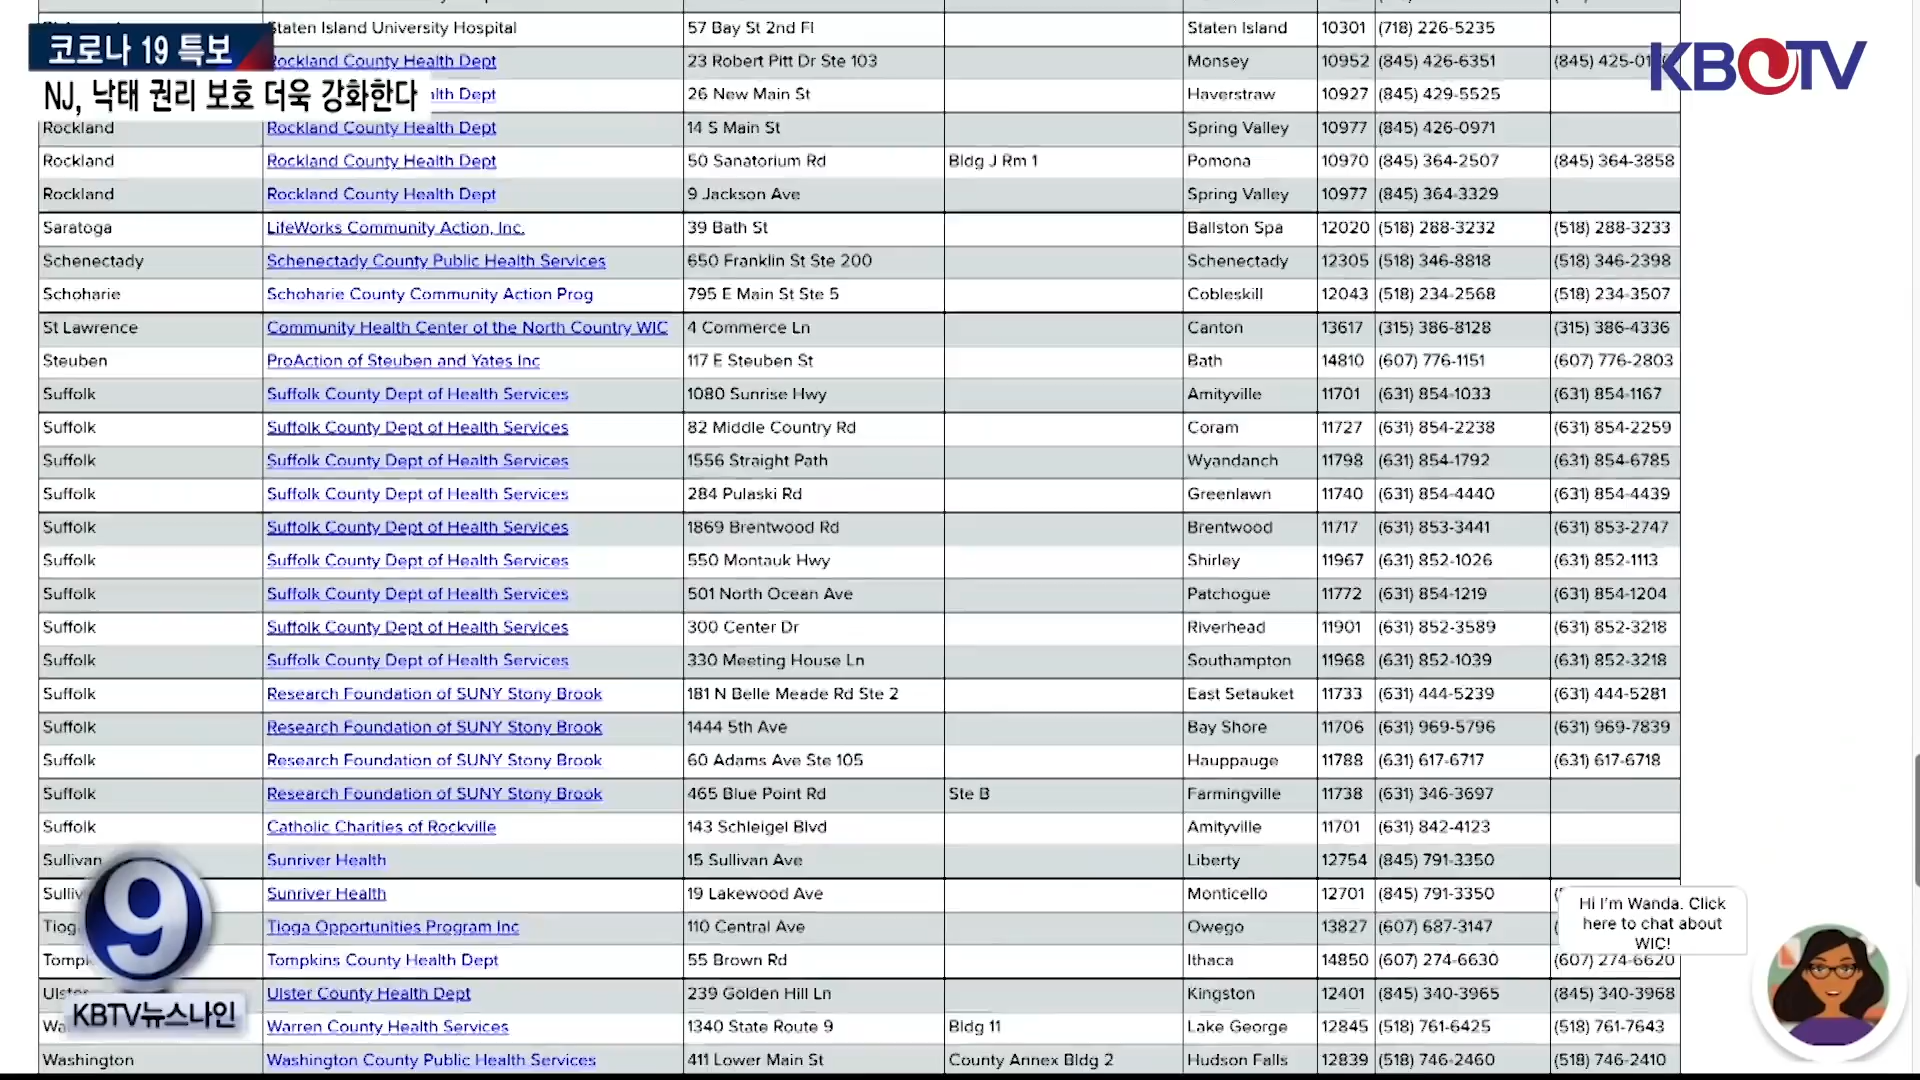 Staten Island University Hospital 57 Bay St 2nd Fl Staten Island 10301 (718) 226-5235
코로나 19 특보
KBTV
Rockland County Health Dept 23 Robert Pitt Dr Ste 103 Monsey 10952 (845) 426-6351 (845) 425-01
NJ, 낙태 권리 보호 더욱 강화한다
lth Dept 26 New Main St Haverstraw 10927 (845) 429-5525
Rockland Rockland County Health Dept 14 S Main St Spring Valley 10977 (845) 426-0971
Rockland Rockland County Health Dept 50 Sanatorium Rd Bldg J Rm 1 Pomona 10970 (845) 364-2507 (845) 364-3858
Rockland Rockland County Health Dept 9 Jackson Ave Spring Valley 10977 (845) 364-3329
Saratoga LifeWorks Community Action, Inc. 39 Bath St Ballston Spa 12020 (518) 288-3232 (518) 288-3233
Schenectady Schenectady County Public Health Services 650 Franklin St Ste 200 Schenectady 12305 (518) 346-8818 (518) 346-2398
Schoharie Schoharie County Community Action Prog 795 E Main St Ste 5 Cobleskill 12043 (518) 234-2568 (518) 234-3507
St Lawrence Community Health Center of the North Country WIC 4 Commerce Ln Canton 13617 (315) 386-8128 (315) 386-4336
Steuben ProAction of Steuben and Yates Inc 117 E Steuben St Bath 14810 (607) 776-1151 (607) 776-2803
Suffolk Suffolk County Dept of Health Services 1080 Sunrise Hwy Amityville 11701 (631) 854-1033 (631) 854-1167
Suffolk Suffolk County Dept of Health Services 82 Middle Country Rd Coram 11727 (631) 854-2238 (631) 854-2259
Suffolk Suffolk County Dept of Health Services 1556 Straight Path Wyandanch 11798 (631) 854-1792 (631) 854-6785
Suffolk Suffolk County Dept of Health Services 284 Pulaski Rd Greenlawn 11740 (631) 854-4440 (631) 854-4439
Suffolk Suffolk County Dept of Health Services 1869 Brentwood Rd Brentwood 11717 (631) 853-3441 (631) 853-2747
Suffolk Suffolk County Dept of Health Services 550 Montauk Hwy Shirley 11967 (631) 852-1026 (631) 852-1113
Suffolk Suffolk County Dept of Health Services 501 North Ocean Ave Patchogue 11772 (631) 854-1219 (631) 854-1204
Suffolk Suffolk County Dept of Health Services 300 Center Dr Riverhead 11901 (631) 852-3589 (631) 852-3218
Suffolk Suffolk County Dept of Health Services 330 Meeting House Ln Southampton 11968 (631) 852-1039 (631) 852-3218
Suffolk Research Foundation of SUNY Stony Brook 181 N Belle Meade Rd Ste 2 East Setauket 11733 (631) 444-5239 (631) 444-5281
Suffolk Research Foundation of SUNY Stony Brook 1444 5th Ave Bay Shore 11706 (631) 969-5796 (631) 969-7839
Suffolk Research Foundation of SUNY Stony Brook 60 Adams Ave Ste 105 Hauppauge 11788 (631) 617-6717 (631) 617-6718
Suffolk Research Foundation of SUNY Stony Brook 465 Blue Point Rd Ste B Farmingville 11738 (631) 346-3697
Suffolk Catholic Charities of Rockville 143 Schleigel Blvd Amityville 11701 (631) 842-4123
Sullivan Sunriver Health 15 Sullivan Ave Liberty 12754 (845) 791-3350
Sulliv Sunriver Health 19 Lakewood Ave Monticello 12701 (845) 791-3350
Hi I'm Wanda. Click
here to chat about
WIC!
9
Tiog Tioga Opportunities Program Inc 110 Central Ave Owego 13827 (607) 687-3147
Tompk Tompkins County Health Dept 55 Brown Rd Ithaca 14850 (607) 274-6630 (607) 274-6620
Ulster Ulster County Health Dept 239 Golden Hill Ln Kingston 12401 (845) 340-3965 (845) 340-3968
KBTV뉴스나인
Wa Warren County Health Services 1340 State Route 9 Bldg 11 Lake George 12845 (518) 761-6425 (518) 761-7643
Washington Washington County Public Health Services 411 Lower Main St County Annex Bldg 2 Hudson Falls 12839 (518) 746-2460 (518) 746-2410